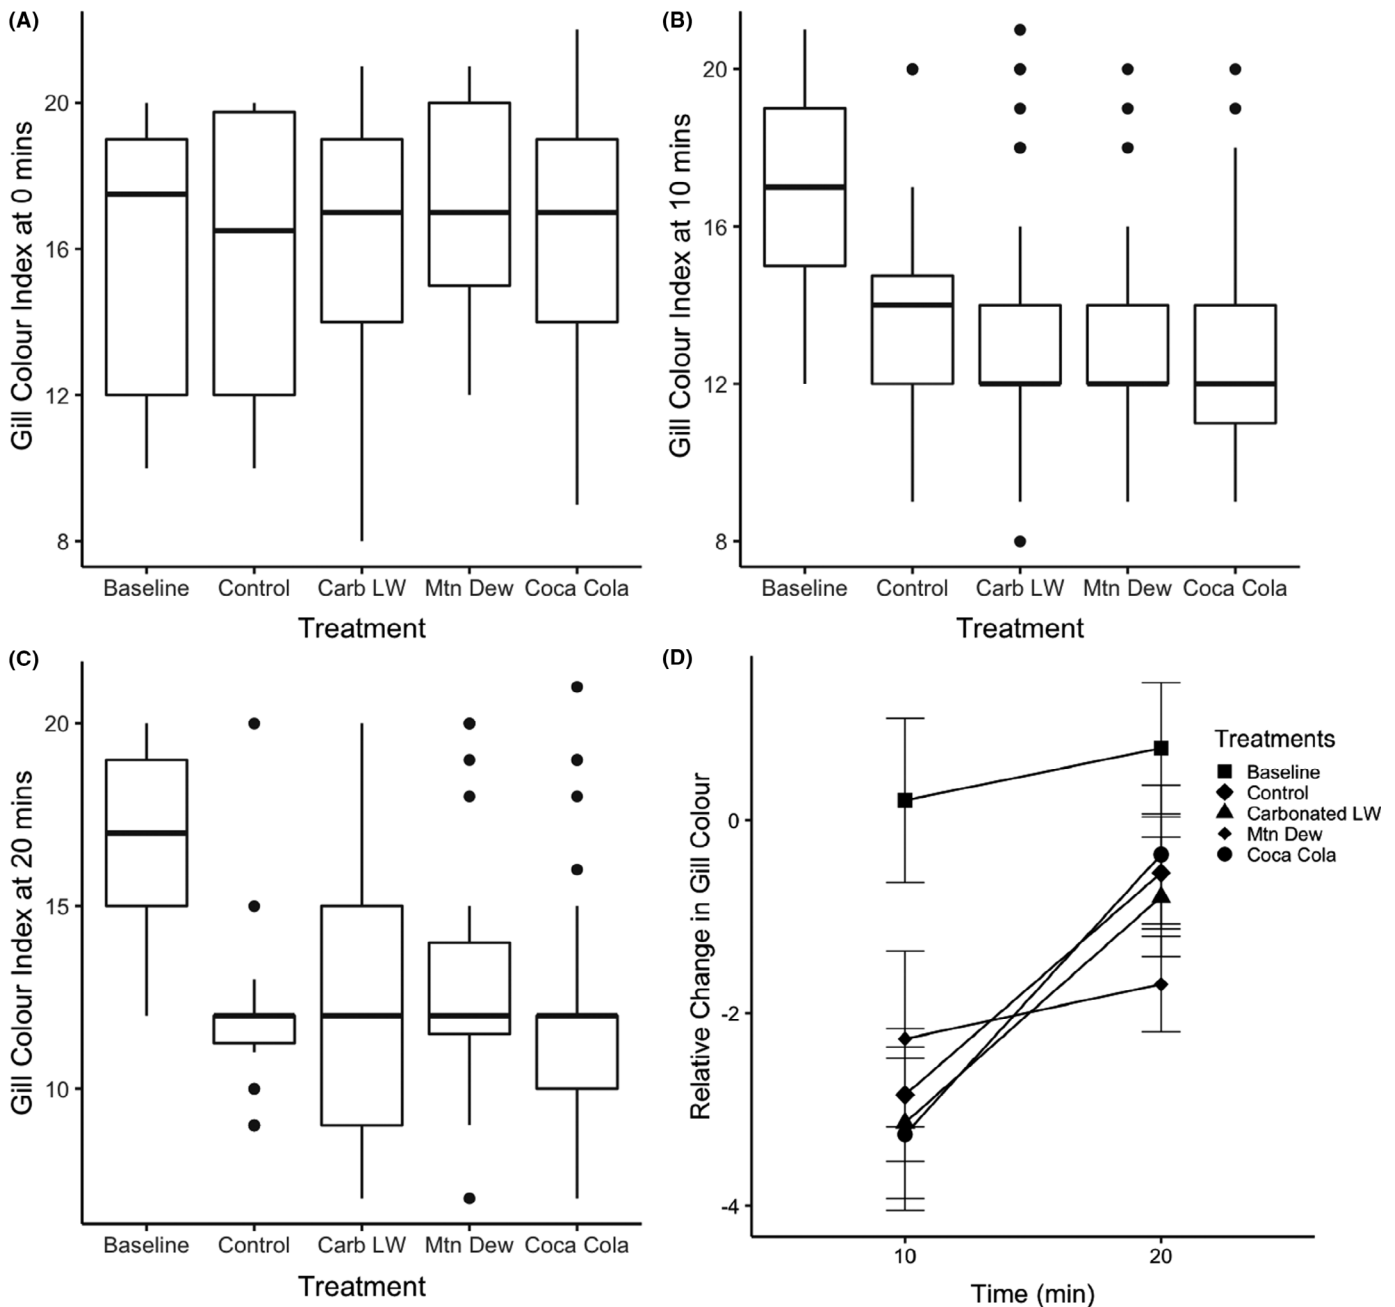 (A)
Gill Colour Index at 0 mins
20
16
12
8
Baseline Control Carb LW Mtn Dew Coca Cola
Treatment
(B)
Gill Colour Index at 10 mins
20
16
12
8
Baseline Control Carb LW Mtn Dew Coca Cola
Treatment
(C)
Gill Colour Index at 20 mins
20
15
10
Baseline Control Carb LW Mtn Dew Coca Cola
Treatment
(D)
Relative Change in Gill Colour
0
-2
-4
10 20
Time (min)
Treatments
Baseline
Control
Carbonated LW
Mtn Dew
Coca Cola